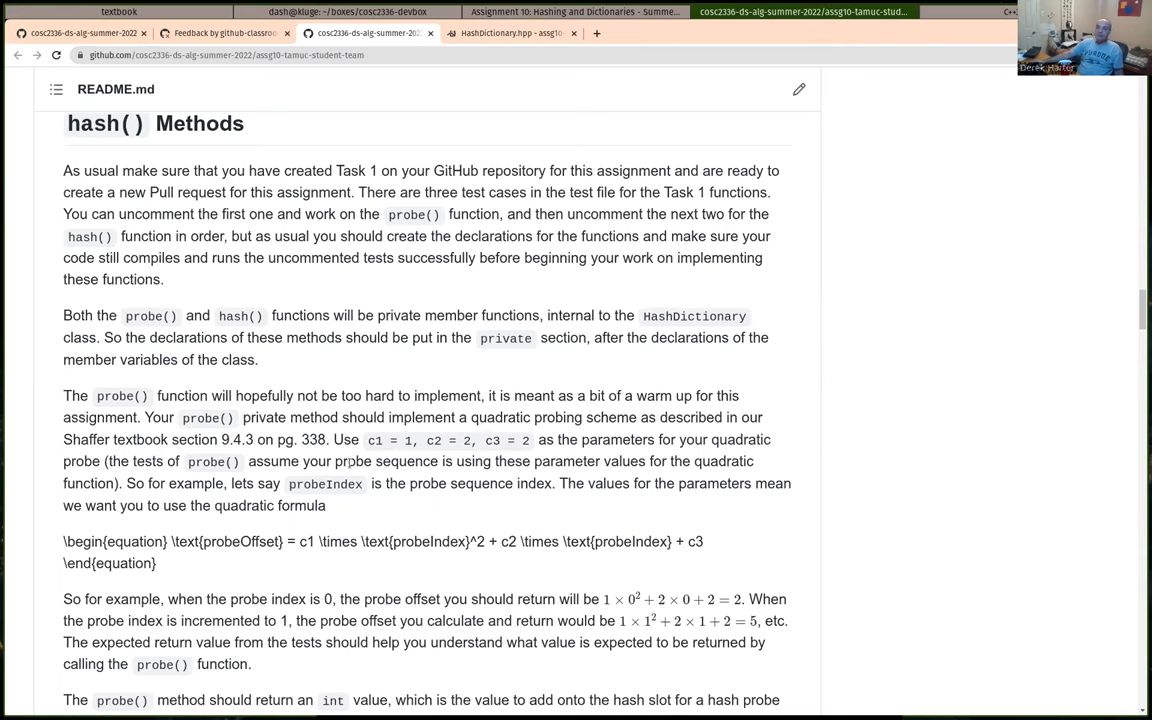 textbook
dash@kluge: ~/boxes/cosc2336-devbox
Assignment 10: Hashing and Dictionaries - Summe...
cosc2336-ds-alg-summer-2022/assg10-tamuc-stud...
C++
cosc2336-ds-alg-summer-2022
Feedback by github-classroo
cosc2336-ds-alg-summer-202
HashDictionary.hpp - assg10
github.com/cosc2336-ds-alg-summer-2022/assg10-tamuc-student-team
Derek Harter
README.md
hash() Methods
As usual make sure that you have created Task 1 on your GitHub repository for this assignment and are ready to
create a new Pull request for this assignment. There are three test cases in the test file for the Task 1 functions.
You can uncomment the first one and work on the probe() function, and then uncomment the next two for the
hash() function in order, but as usual you should create the declarations for the functions and make sure your
code still compiles and runs the uncommented tests successfully before beginning your work on implementing
these functions.
Both the probe() and hash() functions will be private member functions, internal to the HashDictionary
class. So the declarations of these methods should be put in the private section, after the declarations of the
member variables of the class.
The probe() function will hopefully not be too hard to implement, it is meant as a bit of a warm up for this
assignment. Your probe() private method should implement a quadratic probing scheme as described in our
Shaffer textbook section 9.4.3 on pg. 338. Use c1 = 1, c2 = 2, c3 = 2 as the parameters for your quadratic
probe (the tests of probe() assume your probe sequence is using these parameter values for the quadratic
function). So for example, lets say probeIndex is the probe sequence index. The values for the parameters mean
we want you to use the quadratic formula
\begin{equation} \text{probeOffset} = c1 \times \text{probeIndex}^2 + c2 \times \text{probeIndex} + c3
\end{equation}
So for example, when the probe index is 0, the probe offset you should return will be 1 × 0² + 2 × 0 + 2 = 2. When
the probe index is incremented to 1, the probe offset you calculate and return would be 1 × 1² + 2 × 1 + 2 = 5, etc.
The expected return value from the tests should help you understand what value is expected to be returned by
calling the probe() function.
The probe() method should return an int value, which is the value to add onto the hash slot for a hash probe